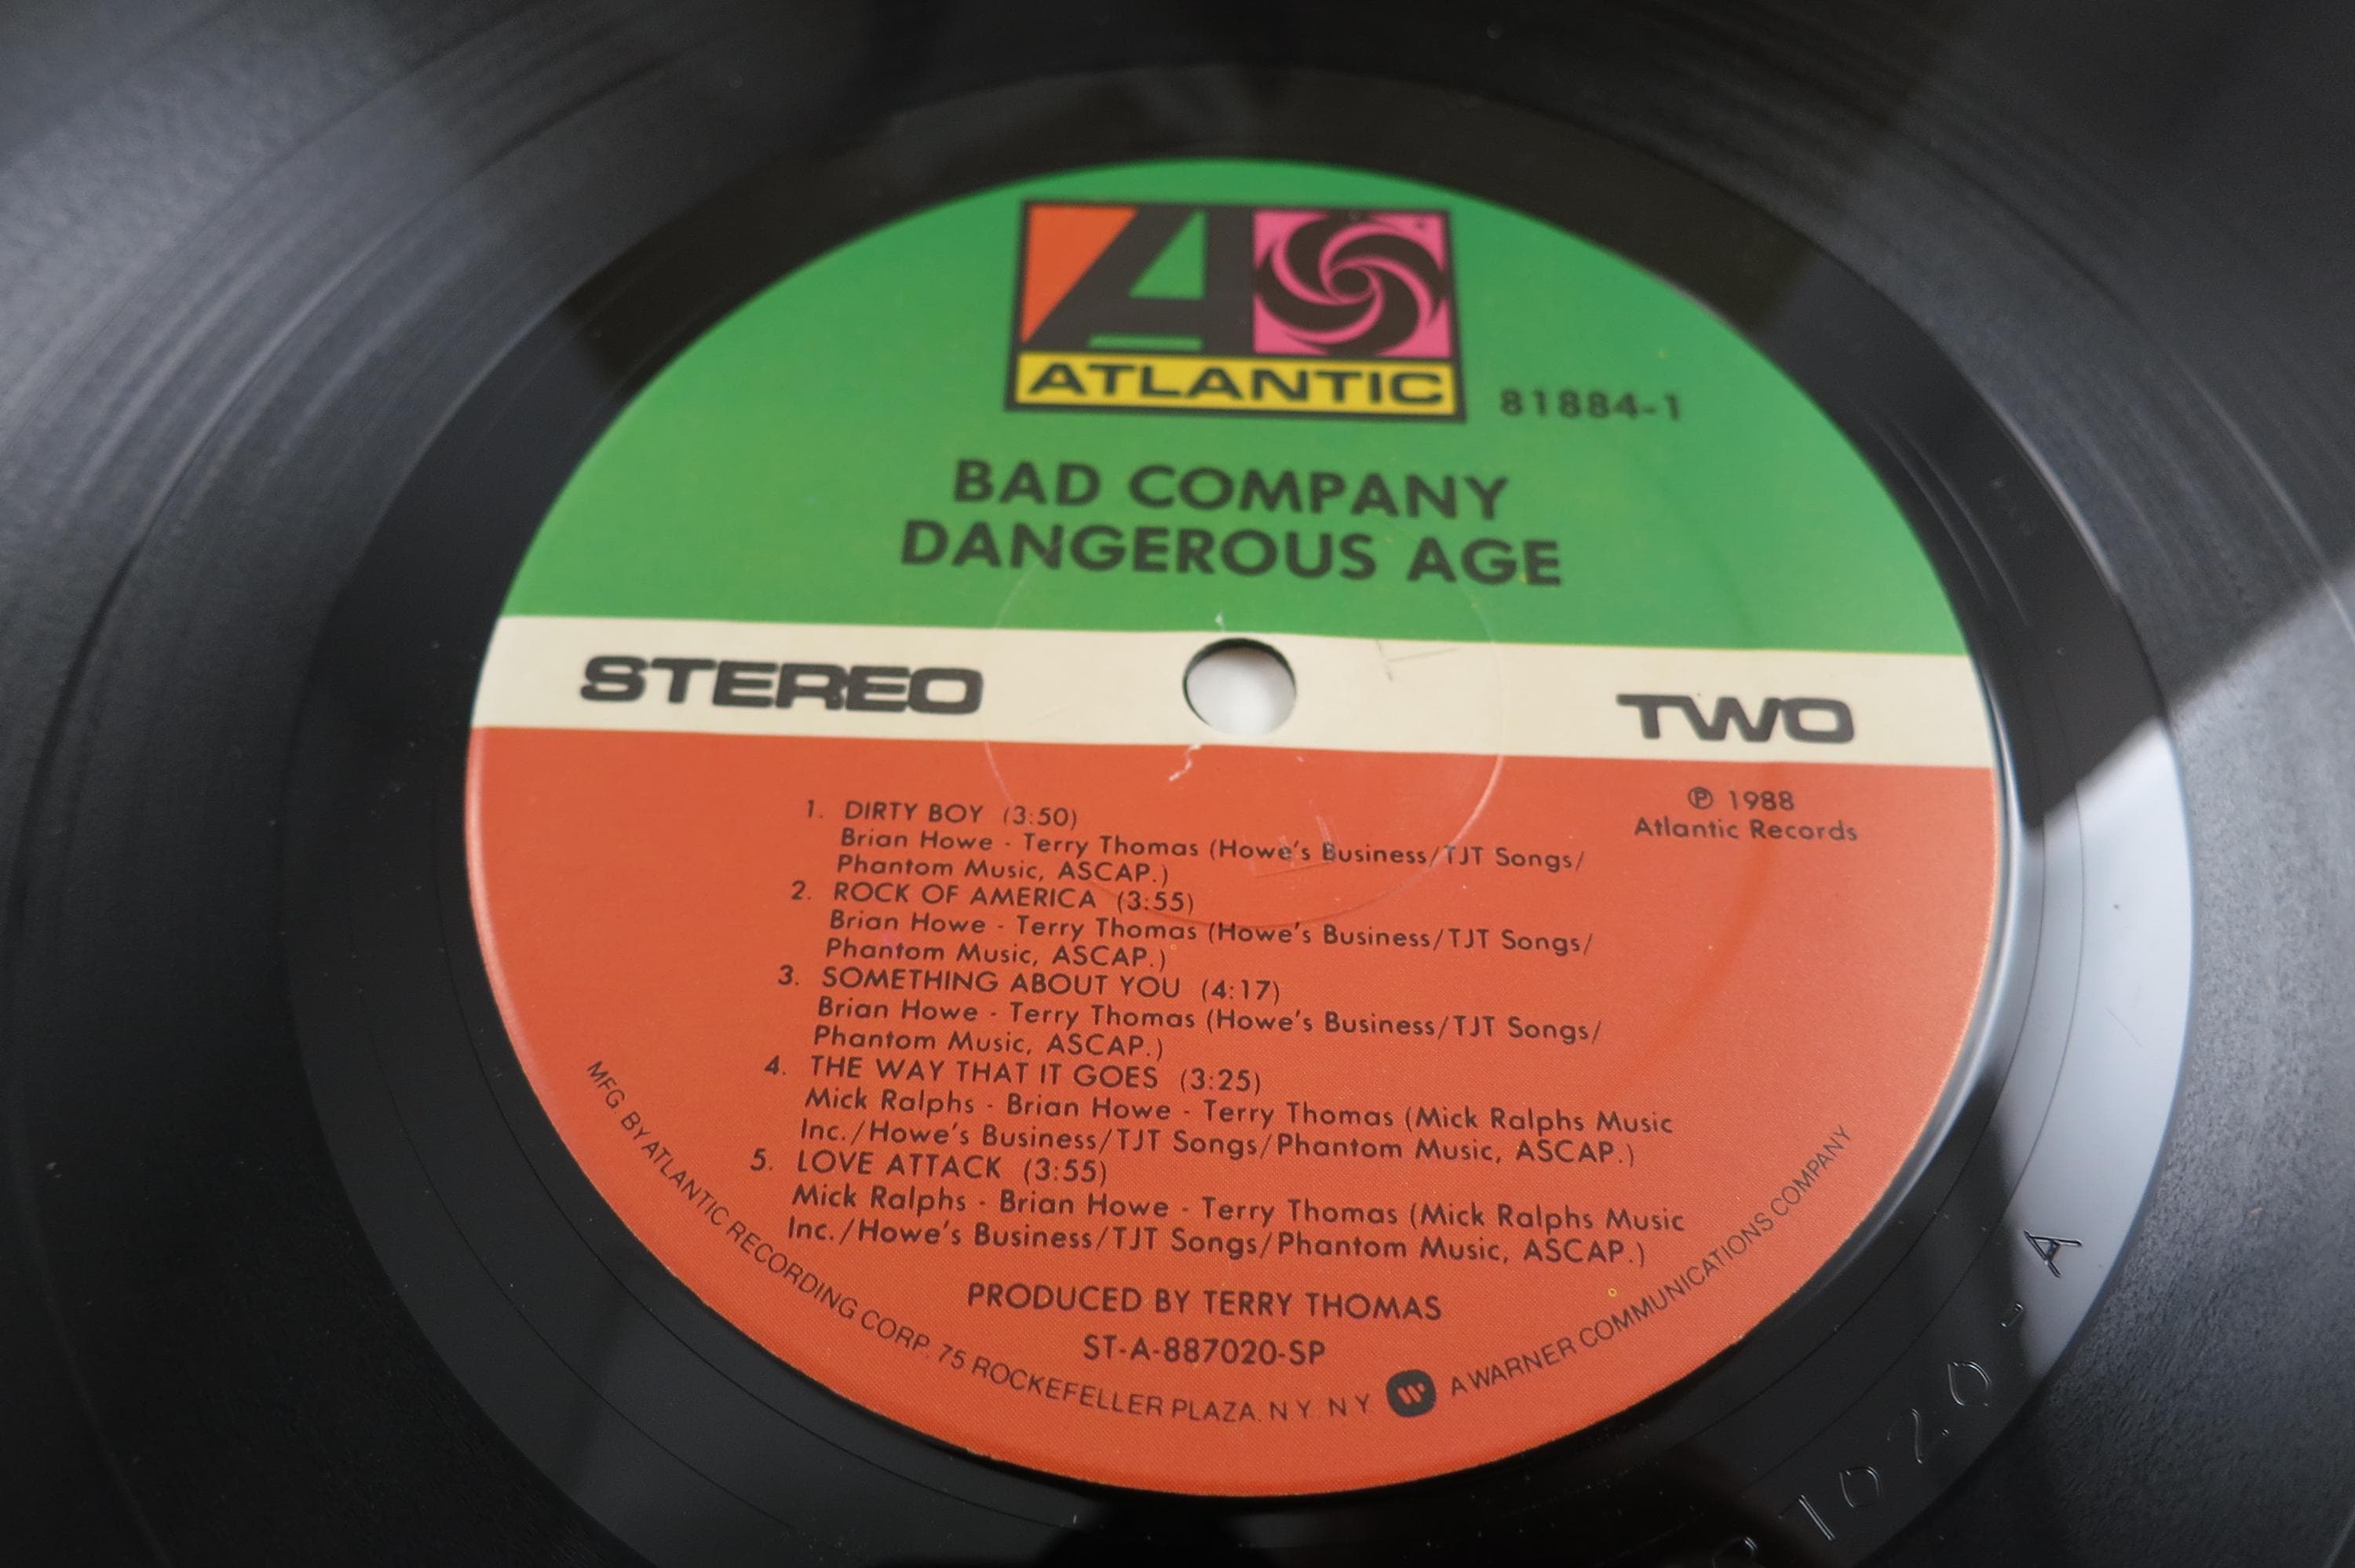 ATLANTIC
81884-1
BAD COMPANY
DANGEROUS AGE
STEREO
TWO
℗ 1988
Atlantic Records
1. DIRTY BOY (3:50)
Brian Howe - Terry Thomas (Howe's Business/TJT Songs/
Phantom Music, ASCAP.)
2. ROCK OF AMERICA (3:55)
Brian Howe - Terry Thomas (Howe's Business/TJT Songs/
Phantom Music, ASCAP.)
3. SOMETHING ABOUT YOU (4:17)
Brian Howe - Terry Thomas (Howe's Business/TJT Songs/
Phantom Music, ASCAP.)
4. THE WAY THAT IT GOES (3:25)
Mick Ralphs - Brian Howe - Terry Thomas (Mick Ralphs Music
Inc./Howe's Business/TJT Songs/Phantom Music, ASCAP.)
5. LOVE ATTACK (3:55)
Mick Ralphs - Brian Howe - Terry Thomas (Mick Ralphs Music
Inc./Howe's Business/TJT Songs/Phantom Music, ASCAP.)
PRODUCED BY TERRY THOMAS
ST-A-887020-SP
MFG BY ATLANTIC RECORDING CORP. 75 ROCKEFELLER PLAZA. N Y. N Y A WARNER COMMUNICATIONS COMPANY